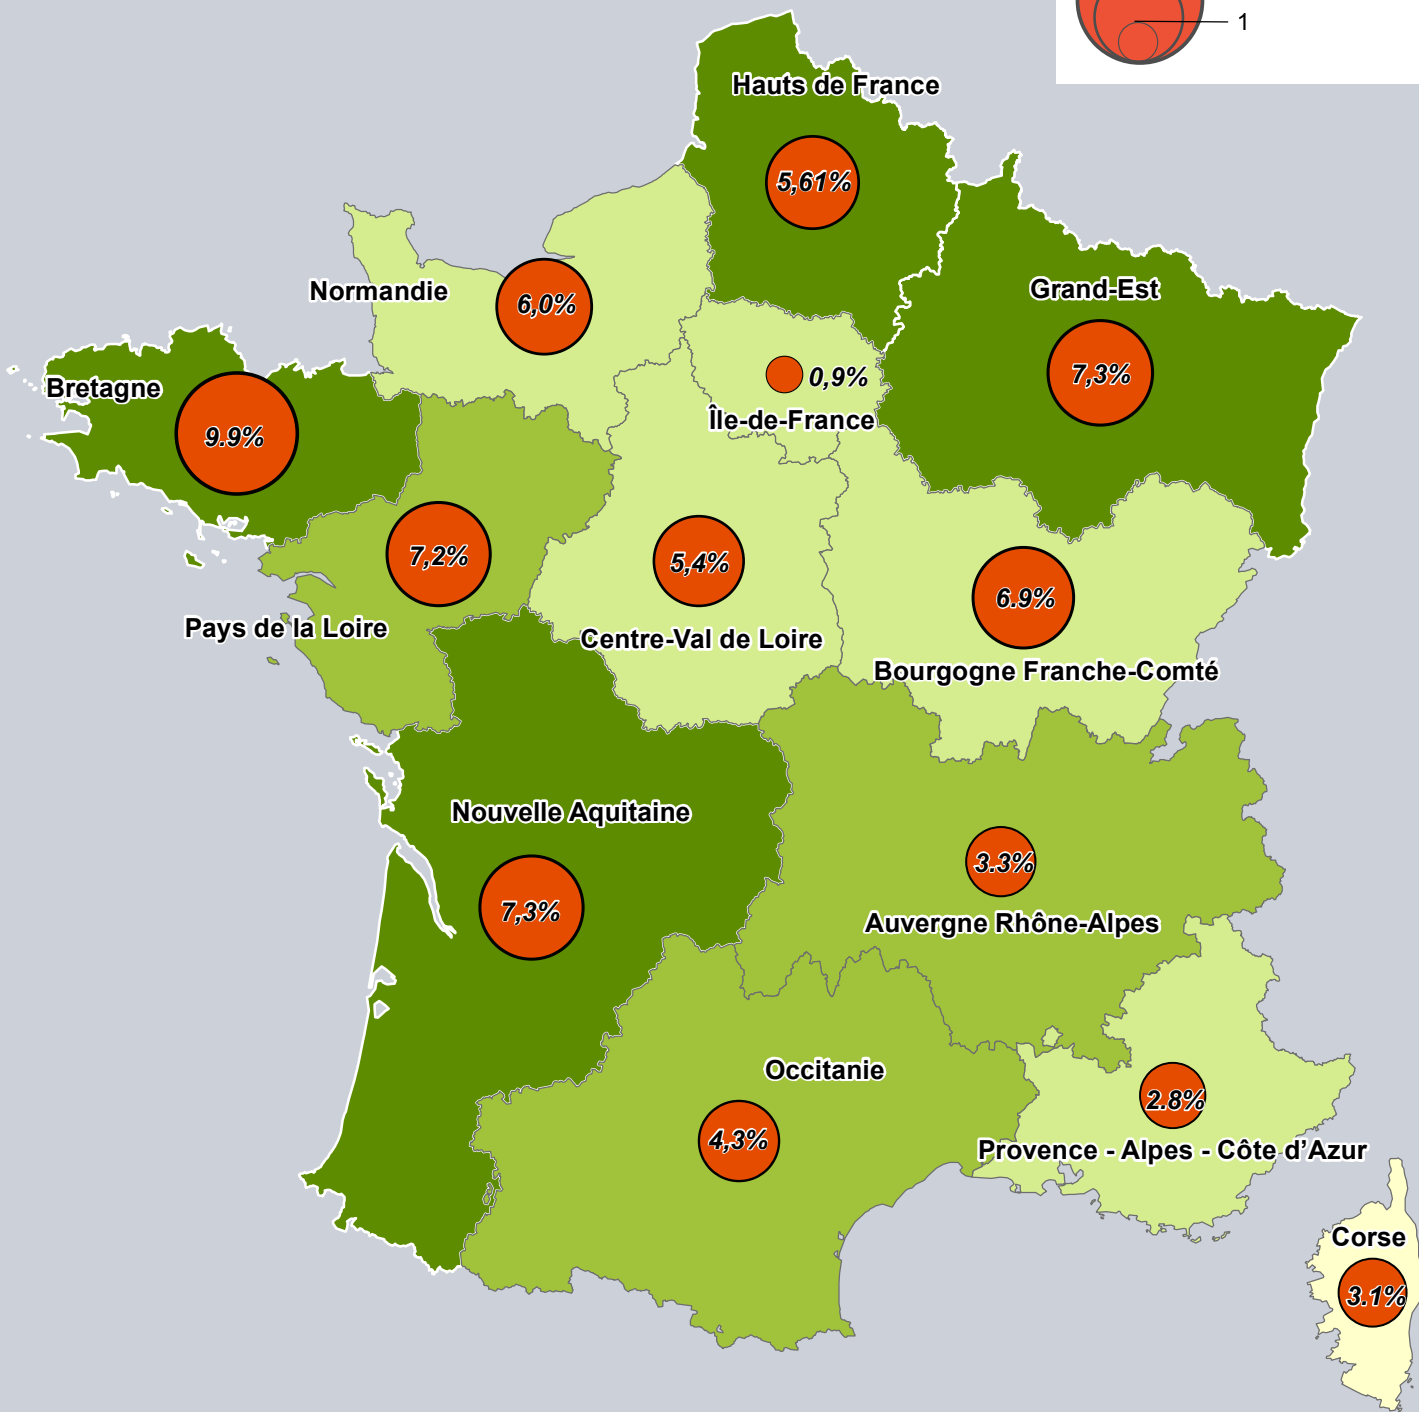 1
Hauts de France
5,61%
Normandie
6,0%
Grand-Est
7,3%
Bretagne
9.9%
0,9%
Île-de-France
7,2%
Pays de la Loire
5,4%
Centre-Val de Loire
6.9%
Bourgogne Franche-Comté
Nouvelle Aquitaine
7,3%
3.3%
Auvergne Rhône-Alpes
Occitanie
4,3%
2.8%
Provence - Alpes - Côte d’Azur
Corse
3.1%